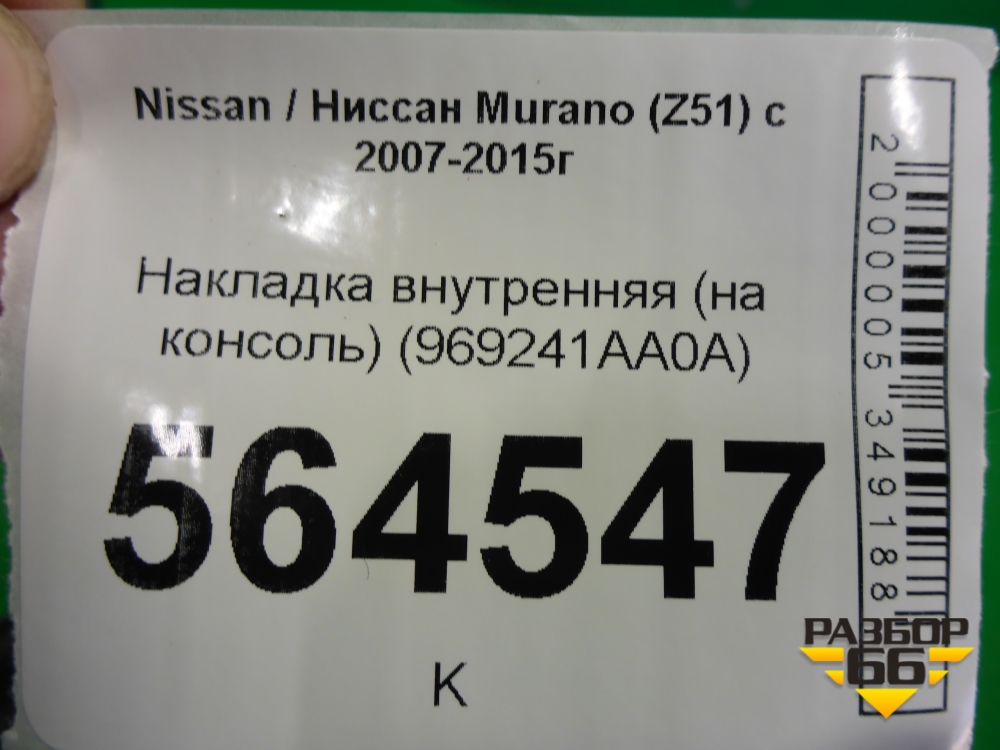 Nissan / Ниссан Murano (Z51) с
2007-2015г
Накладка внутренняя (на
консоль) (969241AA0A)
564547
К
2000005349188
РАЗБОР
66